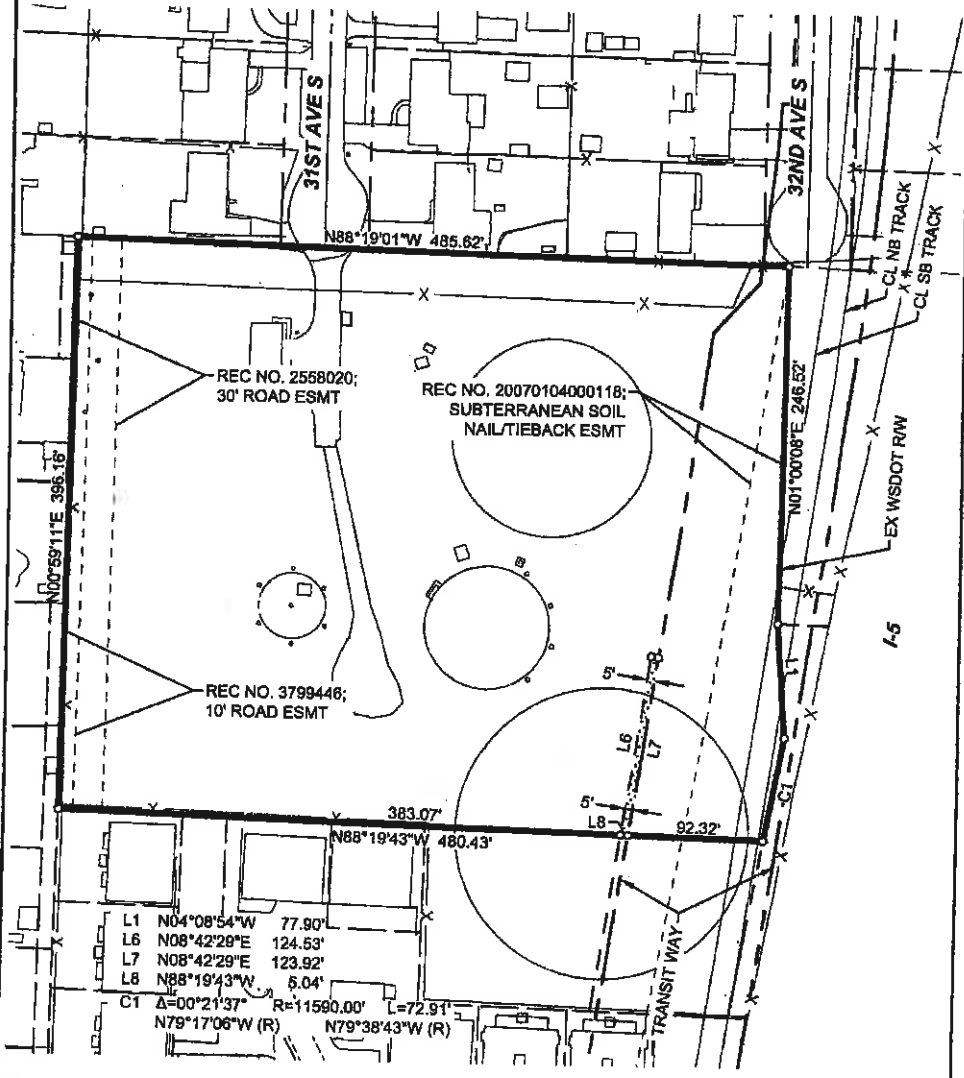 31ST AVE S
32ND AVE S
N88°19'01"W 485.62'
CL NB TRACK
CL SB TRACK
REC NO. 2558020;
30' ROAD ESMT
REC NO. 20070104000118;
SUBTERRANEAN SOIL
NAIL/TIEBACK ESMT
N01°00'08"E 246.52'
N00°59'11"E 396.16'
EX WSDOT R/W
I-5
REC NO. 3799446;
10' ROAD ESMT
5'
L1
L6
L7
C1
5'
L8
383.07'
92.32'
N88°19'43"W 480.43'
L1 N04°08'54"W 77.90'
L6 N08°42'29"E 124.53'
L7 N08°42'29"E 123.92'
L8 N88°19'43"W 5.04'
C1 Δ=00°21'37" R=11590.00' L=72.91'
N79°17'06"W (R) N79°38'43"W (R)
TRANSIT WAY